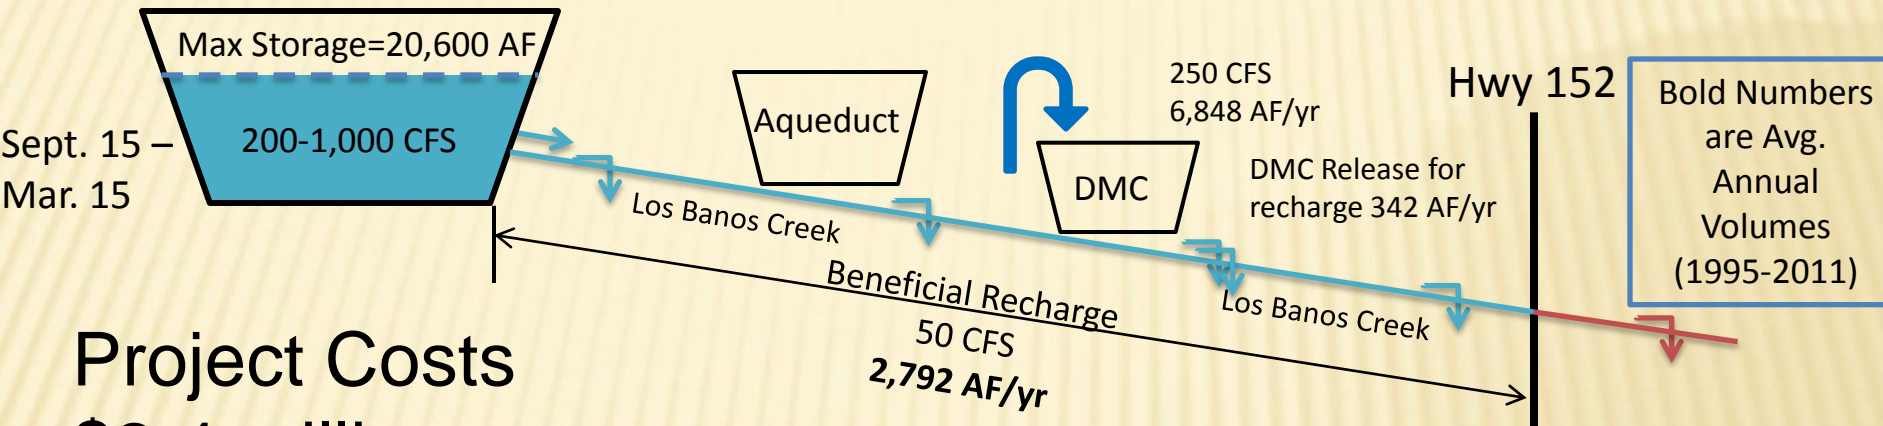 Max Storage=20,600 AF
200-1,000 CFS
Sept. 15 –
Mar. 15
Aqueduct
DMC
250 CFS
6,848 AF/yr
DMC Release for
recharge 342 AF/yr
Hwy 152
Bold Numbers
are Avg.
Annual
Volumes
(1995-2011)
Los Banos Creek
Los Banos Creek
Beneficial Recharge
50 CFS
2,792 AF/yr
Project Costs